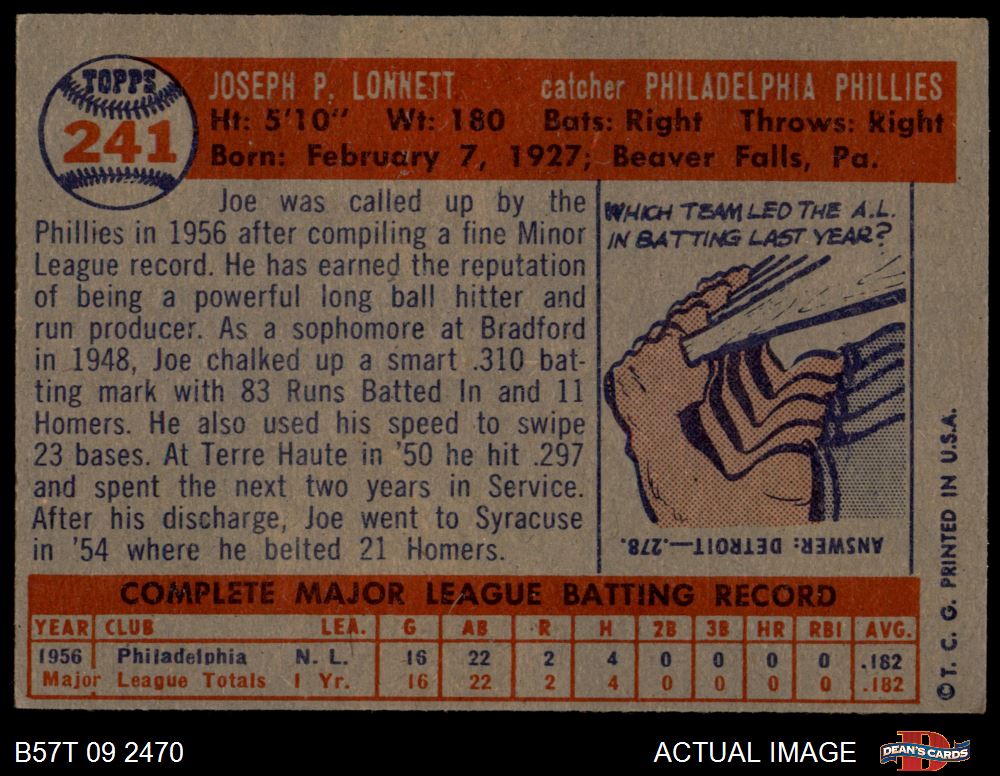 TOPPS
241
JOSEPH P. LONNETT catcher PHILADELPHIA PHILLIES
Ht: 5'10" Wt: 180 Bats: Right Throws: Right
Born: February 7, 1927; Beaver Falls, Pa.
Joe was called up by the
Phillies in 1956 after compiling a fine Minor
League record. He has earned the reputation
of being a powerful long ball hitter and
run producer. As a sophomore at Bradford
in 1948, Joe chalked up a smart .310 bat-
ting mark with 83 Runs Batted In and 11
Homers. He also used his speed to swipe
23 bases. At Terre Haute in '50 he hit .297
and spent the next two years in Service.
After his discharge, Joe went to Syracuse
in '54 where he belted 21 Homers.
WHICH TEAM LED THE A.L.
IN BATTING LAST YEAR?
ANSWER: DETROIT—.278.
COMPLETE MAJOR LEAGUE BATTING RECORD
YEAR CLUB LEA. G AB R H 2B 3B HR RBI AVG.
1956 Philadelphia N. L. 16 22 2 4 0 0 0 0 .182
Major League Totals 1 Yr. 16 22 2 4 0 0 0 0 .182
©T. C. G. PRINTED IN U.S.A.
B57T 09 2470 ACTUAL IMAGE DEAN'S CARDS